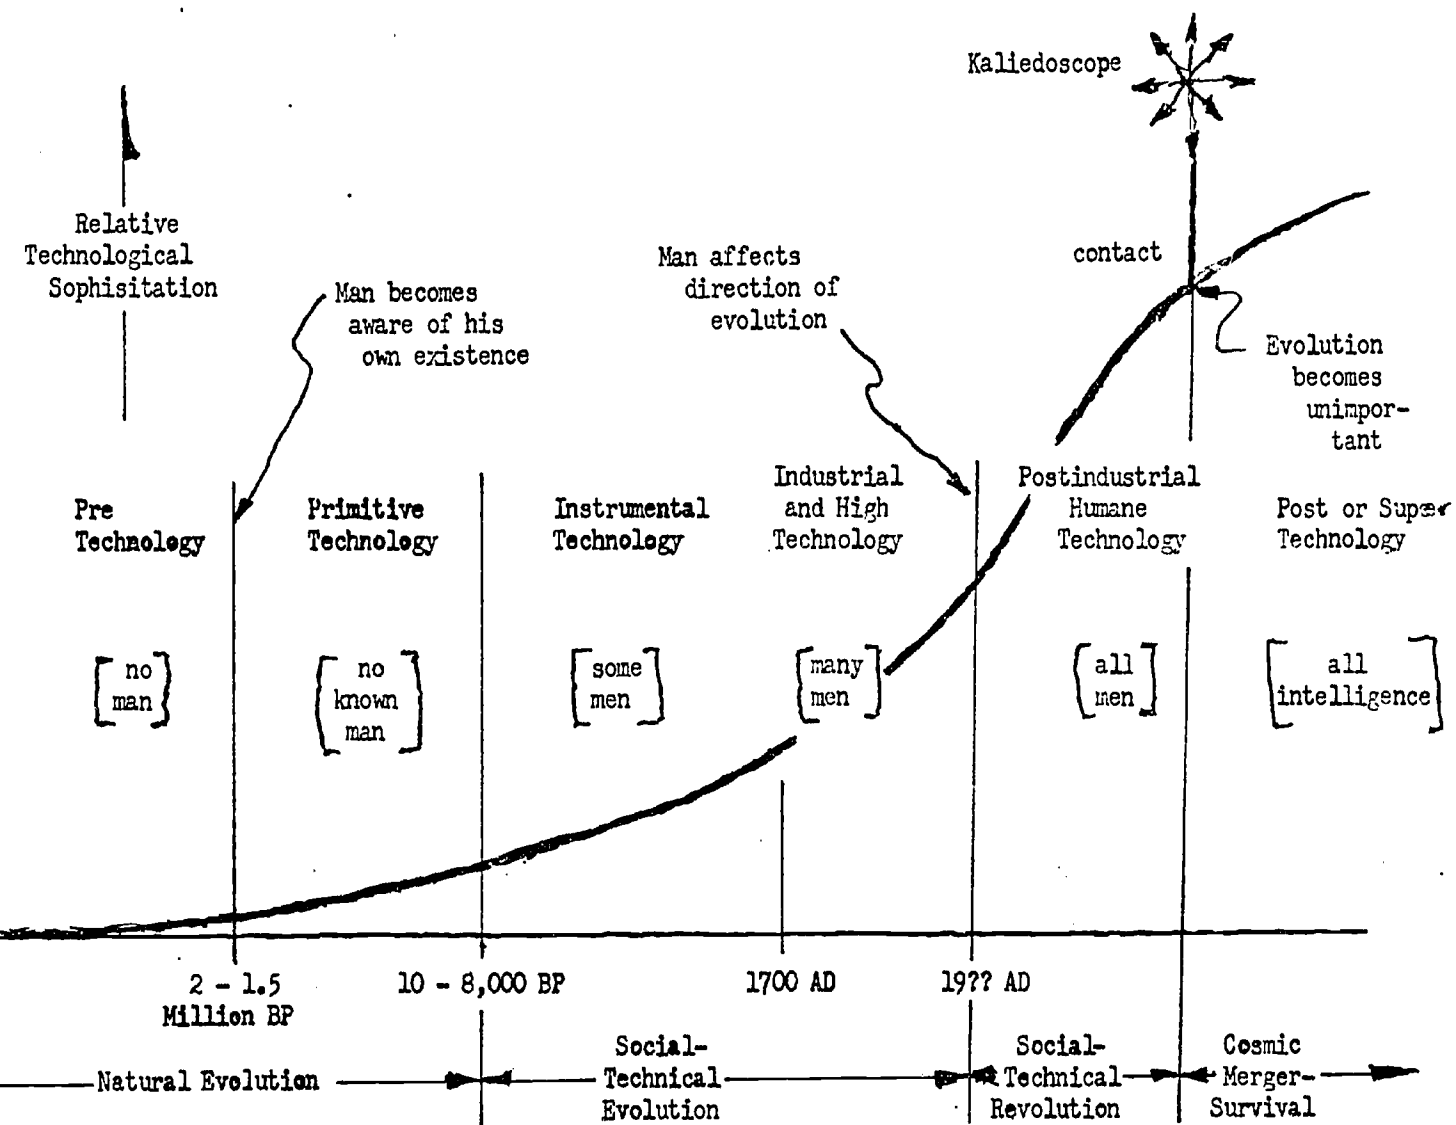 Kaliedoscope
Relative
Technological
Sophisitation
Man becomes
aware of his
own existence
Man affects
direction of
evolution
contact
Evolution
becomes
unimpor-
tant
Pre
Technology
Primitive
Technology
Instrumental
Technology
Industrial
and High
Technology
Postindustrial
Humane
Technology
Post or Super
Technology
[no
man]
[no
known
man]
[some
men]
[many
men]
[all
men]
[all
intelligence]
2 - 1.5
Million BP
10 - 8,000 BP
1700 AD
19?? AD
Natural Evolution
Social-
Technical
Evolution
Social-
Technical
Revolution
Cosmic
Merger-
Survival